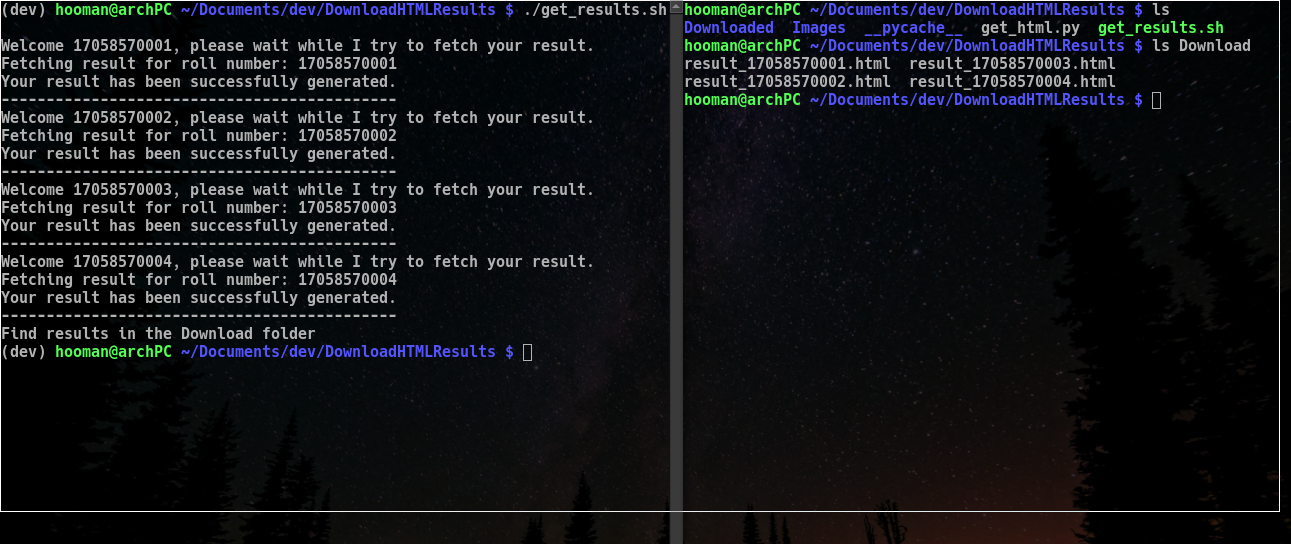 (dev) hooman@archPC ~/Documents/dev/DownloadHTMLResults $ ./get_results.sh
Welcome 17058570001, please wait while I try to fetch your result.
Fetching result for roll number: 17058570001
Your result has been successfully generated.
--------------------------------------------
Welcome 17058570002, please wait while I try to fetch your result.
Fetching result for roll number: 17058570002
Your result has been successfully generated.
--------------------------------------------
Welcome 17058570003, please wait while I try to fetch your result.
Fetching result for roll number: 17058570003
Your result has been successfully generated.
--------------------------------------------
Welcome 17058570004, please wait while I try to fetch your result.
Fetching result for roll number: 17058570004
Your result has been successfully generated.
--------------------------------------------
Find results in the Download folder
(dev) hooman@archPC ~/Documents/dev/DownloadHTMLResults $
hooman@archPC ~/Documents/dev/DownloadHTMLResults $ ls
Downloaded  Images  __pycache__  get_html.py  get_results.sh
hooman@archPC ~/Documents/dev/DownloadHTMLResults $ ls Download
result_17058570001.html  result_17058570003.html
result_17058570002.html  result_17058570004.html
hooman@archPC ~/Documents/dev/DownloadHTMLResults $